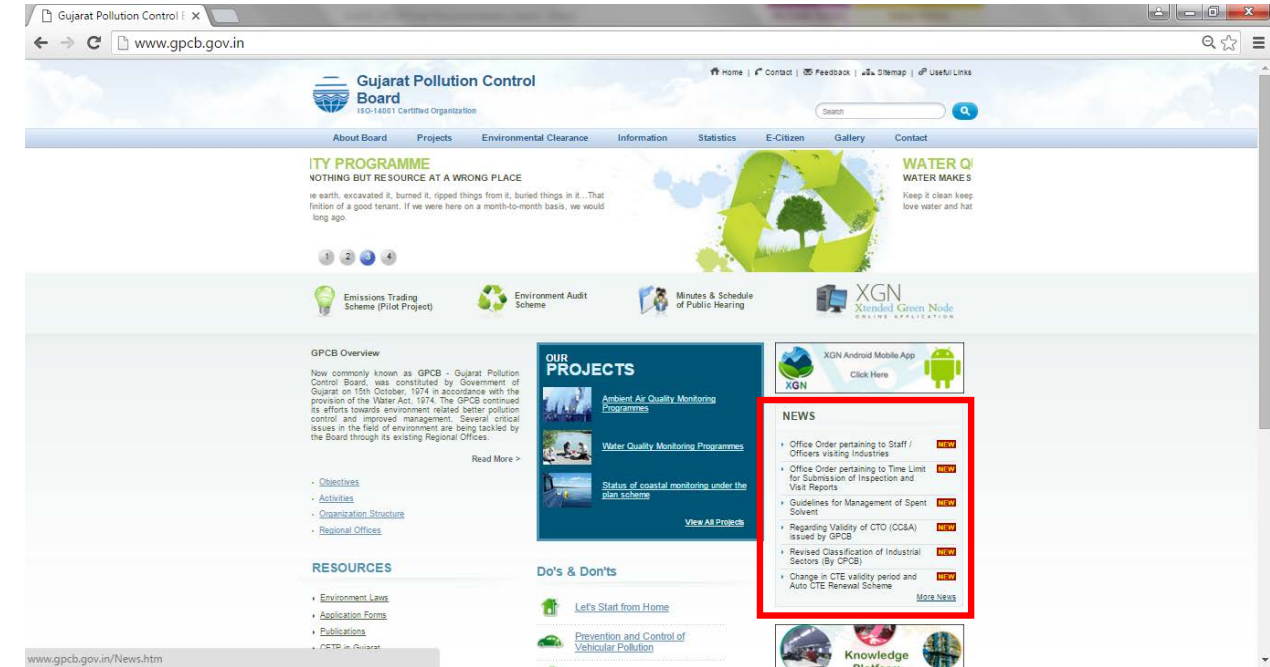 Gujarat Pollution Control
www.gpcb.gov.in
Gujarat Pollution Control
Board
ISO-14001 Certified Organization
Home | Contact | Feedback | Sitemap | Useful Links
Search
About Board Projects Environmental Clearance Information Statistics E-Citizen Gallery Contact
ITY PROGRAMME
NOTHING BUT RESOURCE AT A WRONG PLACE
e earth, excavated it, burned it, ripped things from it, buried things in it...That
finition of a good tenant. If we were here on a month-to-month basis, we would
long ago.
1 2 3 4
WATER Q
WATER MAKES
Keep it clean keep
love water and hat
Emissions Trading
Scheme (Pilot Project)
Environment Audit
Scheme
Minutes & Schedule
of Public Hearing
XGN
Xtended Green Node
ONLINE APPLICATION
GPCB Overview
Now commonly known as GPCB - Gujarat Pollution
Control Board, was constituted by Government of
Gujarat on 15th October, 1974 in accordance with the
provision of the Water Act, 1974. The GPCB continued
its efforts towards environment related better pollution
control and improved management. Several critical
issues in the field of environment are being tackled by
the Board through its existing Regional Offices.
Read More >
Objectives
Activities
Organization Structure
Regional Offices
RESOURCES
Environment Laws
Application Forms
Publications
CETP in Gujarat
www.gpcb.gov.in/News.htm
OUR
PROJECTS
Ambient Air Quality Monitoring
Programmes
Water Quality Monitoring Programmes
Status of coastal monitoring under the
plan scheme
View All Projects
Do's & Don'ts
Let's Start from Home
Prevention and Control of
Vehicular Pollution
XGN Android Mobile App
Click Here
XGN
NEWS
Office Order pertaining to Staff / NEW
Officers visiting Industries
Office Order pertaining to Time Limit NEW
for Submission of Inspection and
Visit Reports
Guidelines for Management of Spent NEW
Solvent
Regarding Validity of CTO (CC&A) NEW
issued by GPCB
Revised Classification of Industrial NEW
Sectors (By CPCB)
Change in CTE validity period and NEW
Auto CTE Renewal Scheme
More News
Knowledge
Platform